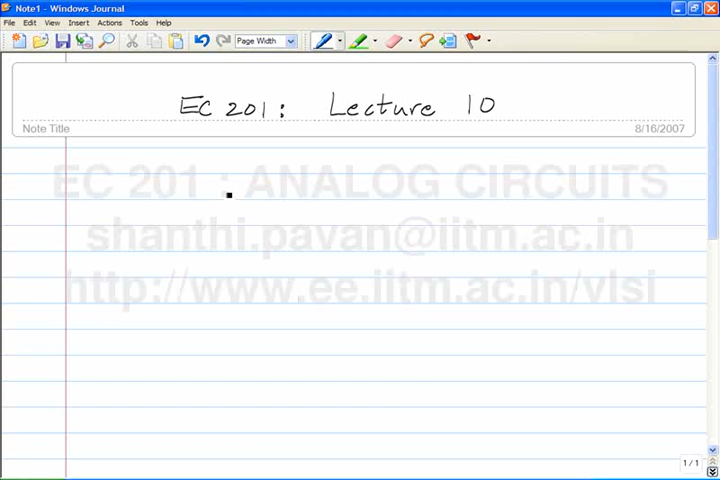 Note1 - Windows Journal
File Edit View Insert Actions Tools Help
Page Width
EC 201 : Lecture 10
Note Title
8/16/2007
EC 201 : ANALOG CIRCUITS
shanthi.pavan@iitm.ac.in
http://www.ee.iitm.ac.in/vlsi
1 / 1